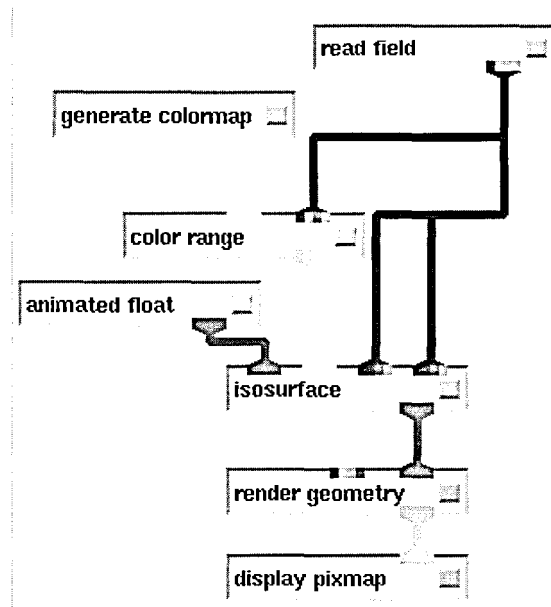 read field
generate colormap
color range
animated float
isosurface
render geometry
display pixmap